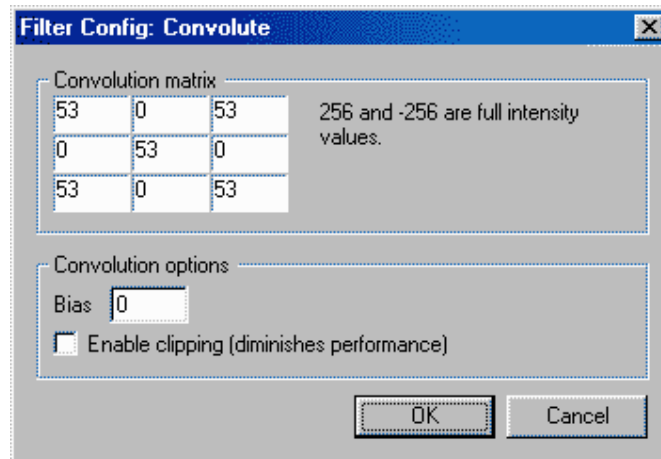 Filter Config: Convolute
Convolution matrix
53 0 53
0 53 0
53 0 53
256 and -256 are full intensity
values.
Convolution options
Bias 0
Enable clipping (diminishes performance)
OK Cancel